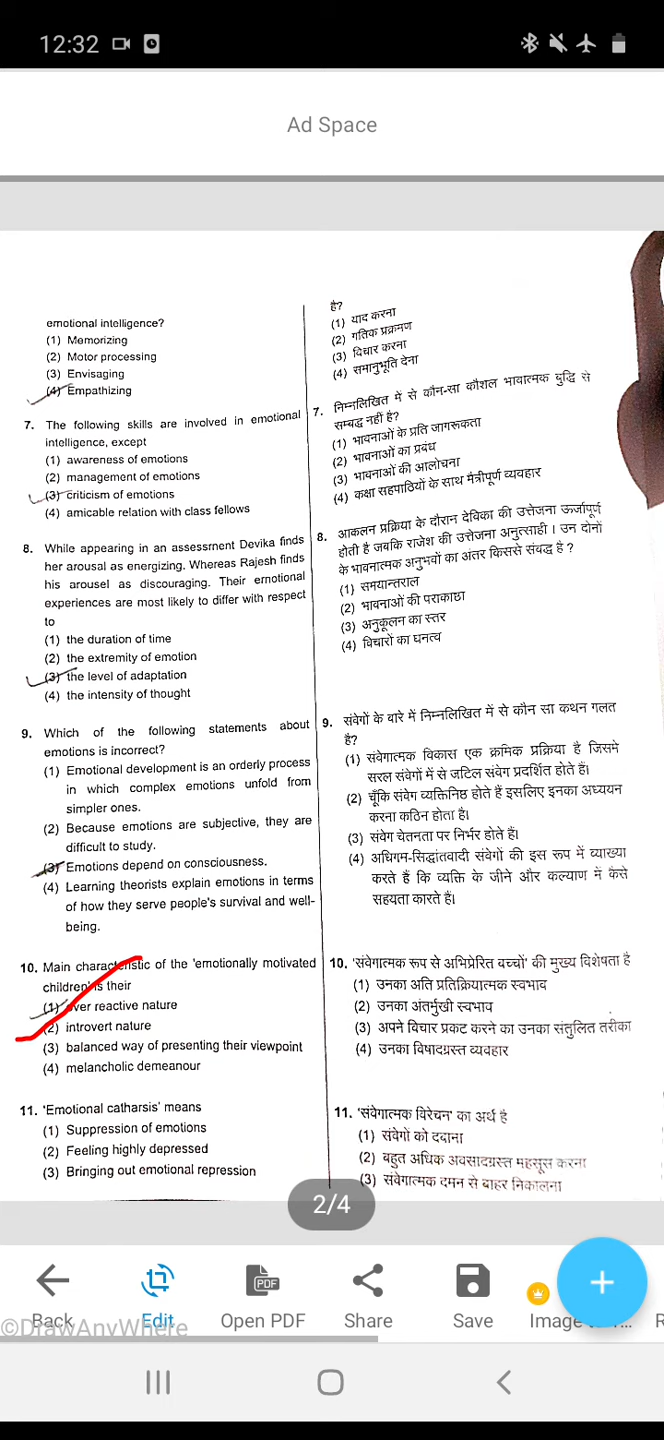 12:32
Ad Space
emotional intelligence?
(1) Memorizing
(2) Motor processing
(3) Envisaging
(4) Empathizing
7. The following skills are involved in emotional
intelligence, except
(1) awareness of emotions
(2) management of emotions
(3) criticism of emotions
(4) amicable relation with class fellows
8. While appearing in an assessment Devika finds
her arousal as energizing, Whereas Rajesh finds
his arousel as discouraging. Their emotional
experiences are most likely to differ with respect
to
(1) the duration of time
(2) the extremity of emotion
(3) the level of adaptation
(4) the intensity of thought
9. Which of the following statements about
emotions is incorrect?
(1) Emotional development is an orderly process
in which complex emotions unfold from
simpler ones.
(2) Because emotions are subjective, they are
difficult to study.
(3) Emotions depend on consciousness.
(4) Learning theorists explain emotions in terms
of how they serve people's survival and well-
being.
10. Main characteristic of the 'emotionally motivated
children' is their
(1) over reactive nature
(2) introvert nature
(3) balanced way of presenting their viewpoint
(4) melancholic demeanour
11. 'Emotional catharsis' means
(1) Suppression of emotions
(2) Feeling highly depressed
(3) Bringing out emotional repression
है?
(1) याद करना
(2) गतिक प्रक्रमण
(3) विचार करना
(4) समानुभूति देना
7. निम्नलिखित में से कौन-सा कौशल भावात्मक बुद्धि से
सम्बद्ध नहीं है?
(1) भावनाओं के प्रति जागरूकता
(2) भावनाओं का प्रबंध
(3) भावनाओं की आलोचना
(4) कक्षा सहपाठियों के साथ मैत्रीपूर्ण व्यवहार
8. आकलन प्रक्रिया के दौरान देविका की उत्तेजना ऊर्जापूर्ण
होती है जबकि राजेश की उत्तेजना अनुत्साही । उन दोनों
के भावनात्मक अनुभवों का अंतर किससे संबद्ध है ?
(1) समयान्तराल
(2) भावनाओं की पराकाष्ठा
(3) अनुकूलन का स्तर
(4) विचारों का घनत्व
9. संवेगों के बारे में निम्नलिखित में से कौन सा कथन गलत
है?
(1) संवेगात्मक विकास एक क्रमिक प्रक्रिया है जिसमे
सरल संवेगों में से जटिल संवेग प्रदर्शित होते हैं।
(2) चूँकि संवेग व्यक्तिनिष्ठ होते हैं इसलिए इनका अध्ययन
करना कठिन होता है।
(3) संवेग चेतनता पर निर्भर होते हैं।
(4) अधिगम-सिद्धांतवादी संवेगों की इस रूप में व्याख्या
करते हैं कि व्यक्ति के जीने और कल्याण में कैसे
सहयता कारते हैं।
10. 'संवेगात्मक रूप से अभिप्रेरित बच्चों' की मुख्य विशेषता है
(1) उनका अति प्रतिक्रियात्मक स्वभाव
(2) उनका अंतर्मुखी स्वभाव
(3) अपने विचार प्रकट करने का उनका संतुलित तरीका
(4) उनका विषादग्रस्त व्यवहार
11. 'संवेगात्मक विरेचन' का अर्थ है
(1) संवेगों को दबाना
(2) बहुत अधिक अवसादग्रस्त महसूस करना
(3) संवेगात्मक दमन से बाहर निकालना
2/4
Back
Edit
Open PDF
Share
Save
Image
©DrawAnyWhere